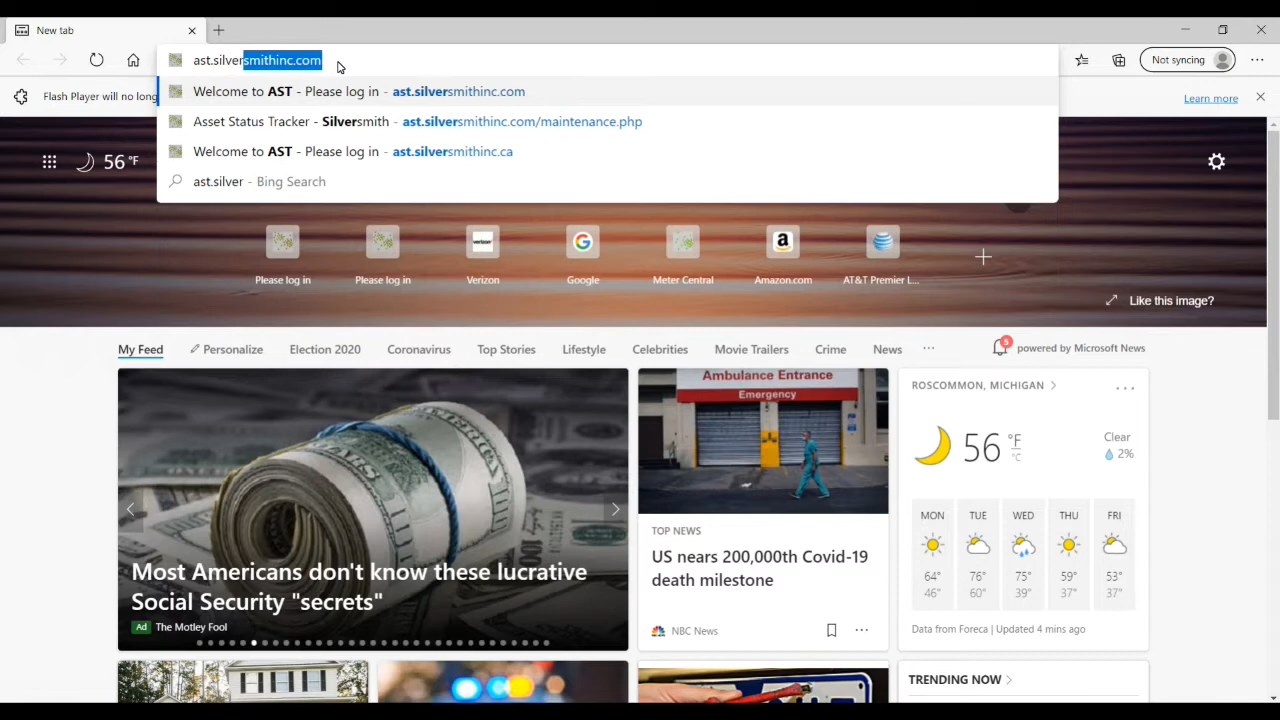 New tab
ast.silversmithinc.com
Not syncing
Flash Player will no long
Learn more
Welcome to AST - Please log in - ast.silversmithinc.com
Asset Status Tracker - Silversmith - ast.silversmithinc.com/maintenance.php
Welcome to AST - Please log in - ast.silversmithinc.ca
ast.silver - Bing Search
56 °F
Please log in
Please log in
verizon
Verizon
Google
Meter Central
Amazon.com
AT&T Premier L...
Like this image?
My Feed
Personalize
Election 2020
Coronavirus
Top Stories
Lifestyle
Celebrities
Movie Trailers
Crime
News
5
powered by Microsoft News
Most Americans don't know these lucrative
Social Security "secrets"
Ad The Motley Fool
Ambulance Entrance
Emergency
TOP NEWS
US nears 200,000th Covid-19
death milestone
NBC News
ROSCOMMON, MICHIGAN
56 °F
°C
Clear
2%
MON TUE WED THU FRI
64° 76° 75° 59° 53°
46° 60° 39° 37° 37°
Data from Foreca | Updated 4 mins ago
TRENDING NOW